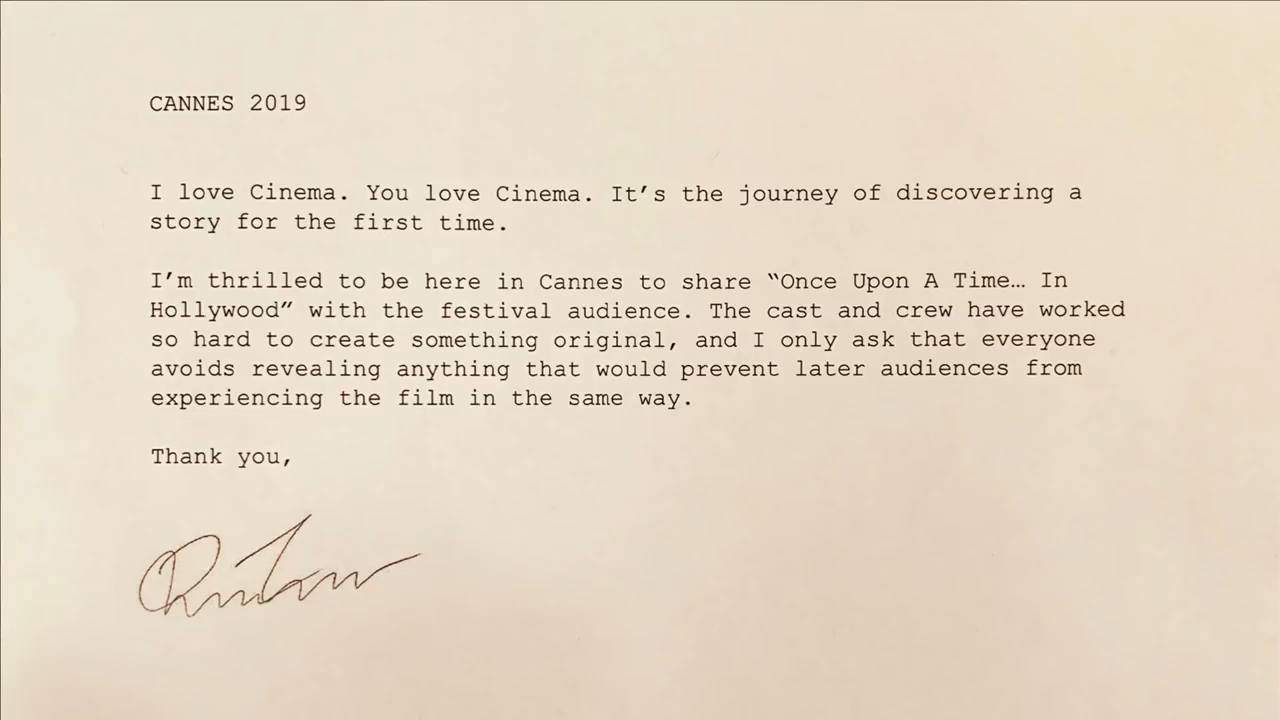 CANNES 2019
I love Cinema. You love Cinema. It’s the journey of discovering a
story for the first time.
I’m thrilled to be here in Cannes to share “Once Upon A Time… In
Hollywood” with the festival audience. The cast and crew have worked
so hard to create something original, and I only ask that everyone
avoids revealing anything that would prevent later audiences from
experiencing the film in the same way.
Thank you,